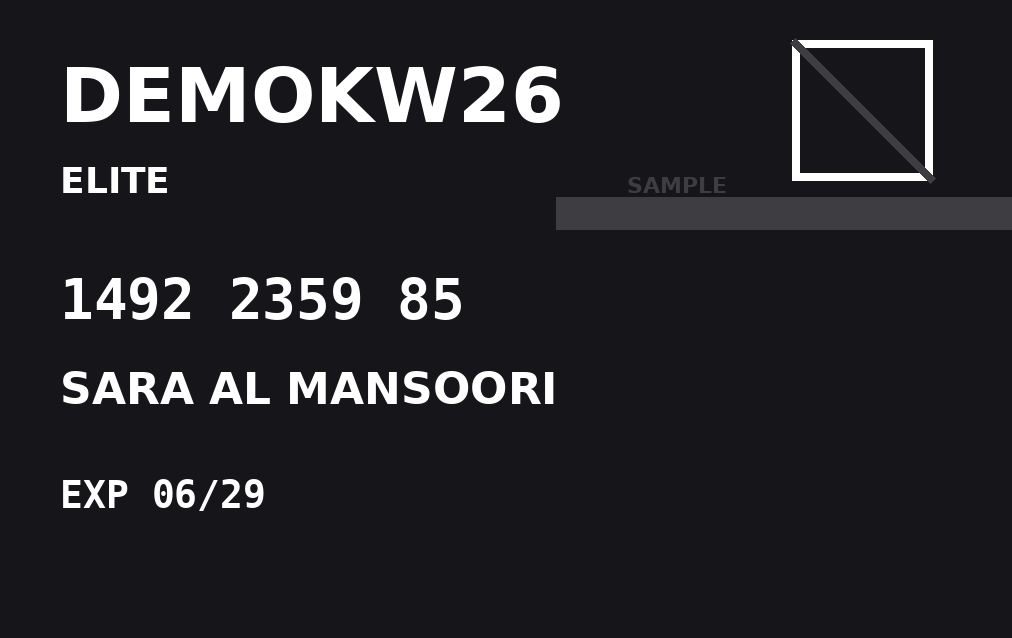 DEMOKW26
ELITE
SAMPLE
1492 2359 85
SARA AL MANSOORI
EXP 06/29